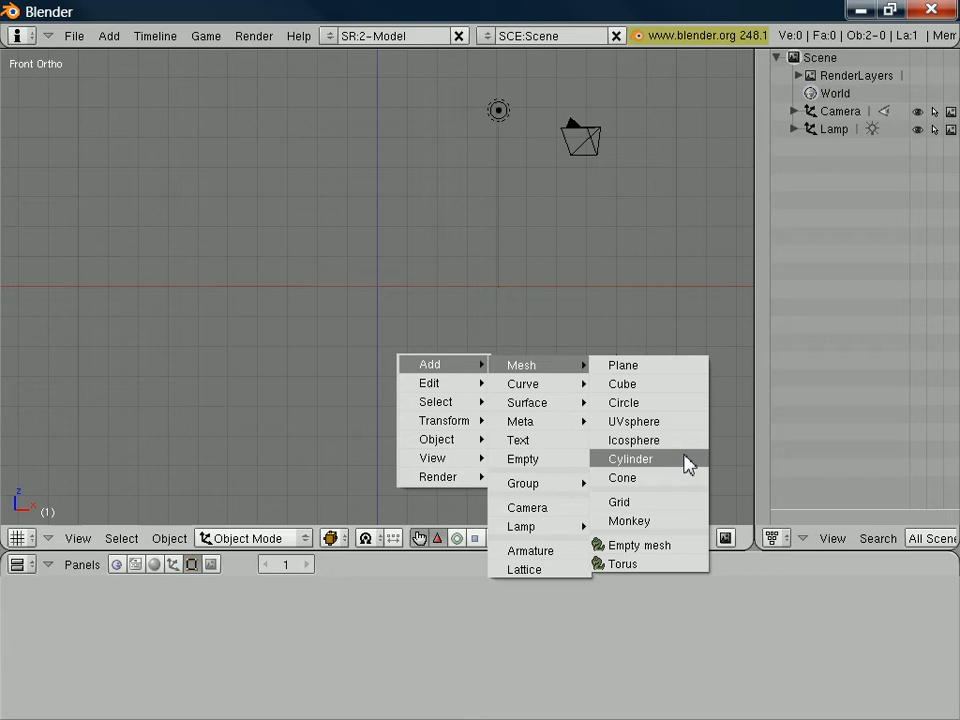 Blender
File Add Timeline Game Render Help SR:2-Model SCE:Scene www.blender.org 248.1 Ve:0 | Fa:0 | Ob:2-0 | La:1 | Mem
Front Ortho
Scene
RenderLayers
World
Camera
Lamp
Add
Edit
Select
Transform
Object
View
Render
Mesh
Curve
Surface
Meta
Text
Empty
Group
Camera
Lamp
Armature
Lattice
Plane
Cube
Circle
UVsphere
Icosphere
Cylinder
Cone
Grid
Monkey
Empty mesh
Torus
z
x
(1)
View Select Object Object Mode
View Search All Scene
Panels 1